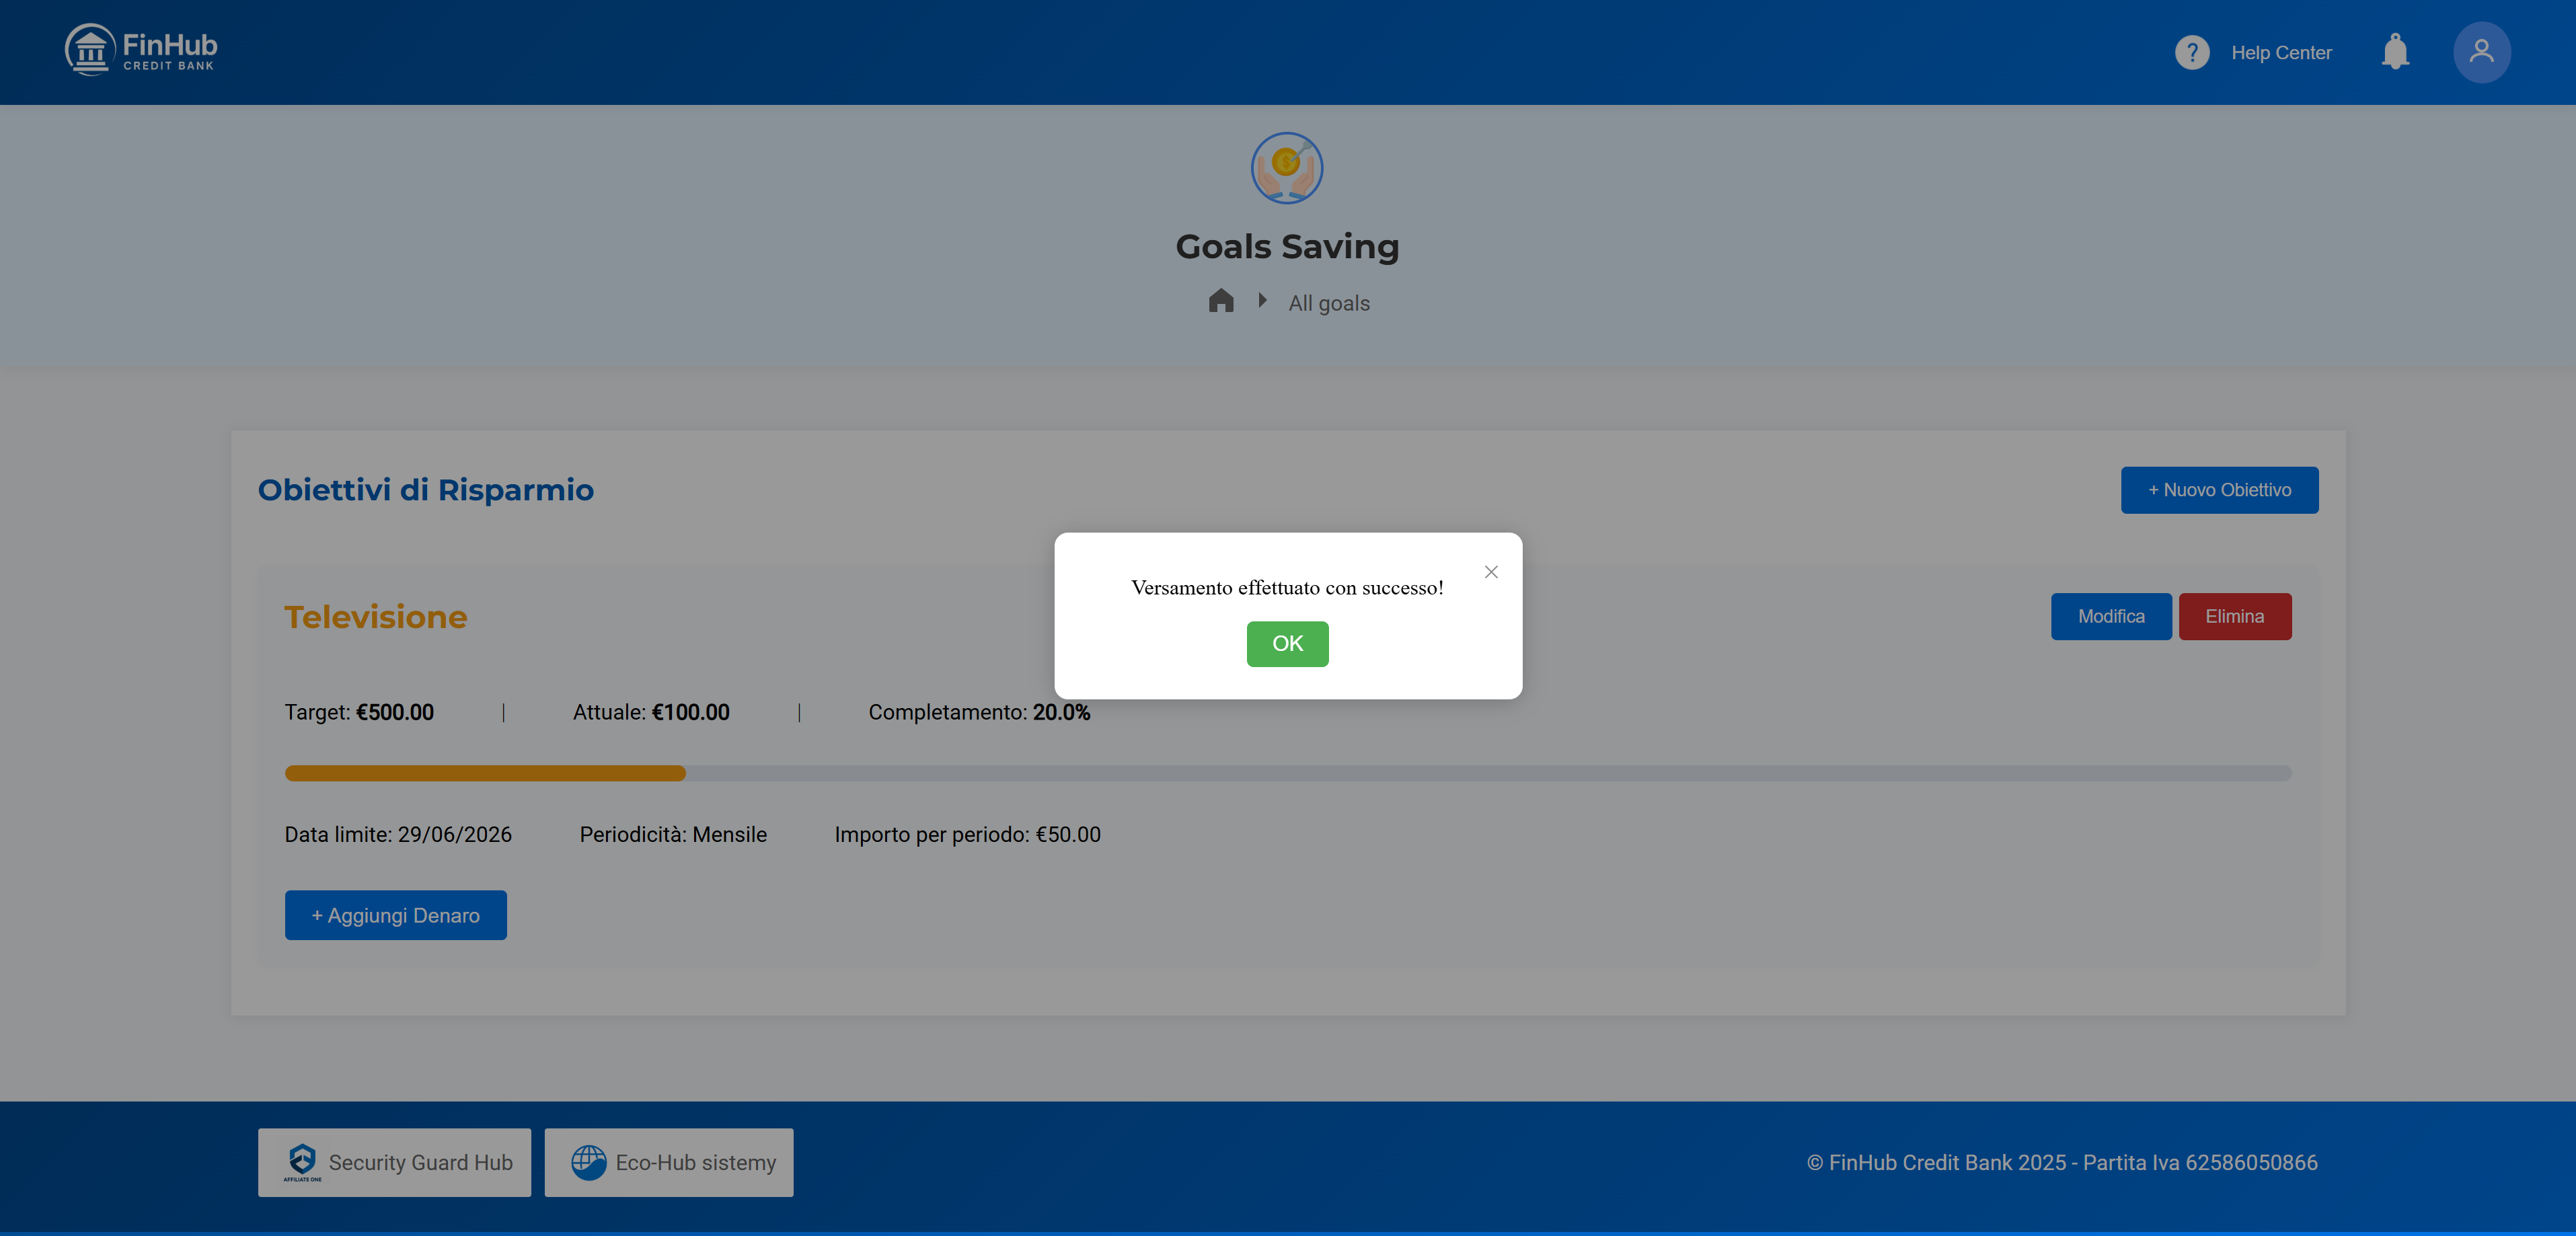 FinHub
CREDIT BANK
? Help Center
Goals Saving
All goals
Obiettivi di Risparmio
+ Nuovo Obiettivo
Versamento effettuato con successo!
OK
Televisione
Modifica
Elimina
Target: €500.00 | Attuale: €100.00 | Completamento: 20.0%
Data limite: 29/06/2026 Periodicità: Mensile Importo per periodo: €50.00
+ Aggiungi Denaro
AFFILIATE ONE
Security Guard Hub
Eco-Hub sistemy
© FinHub Credit Bank 2025 - Partita Iva 62586050866